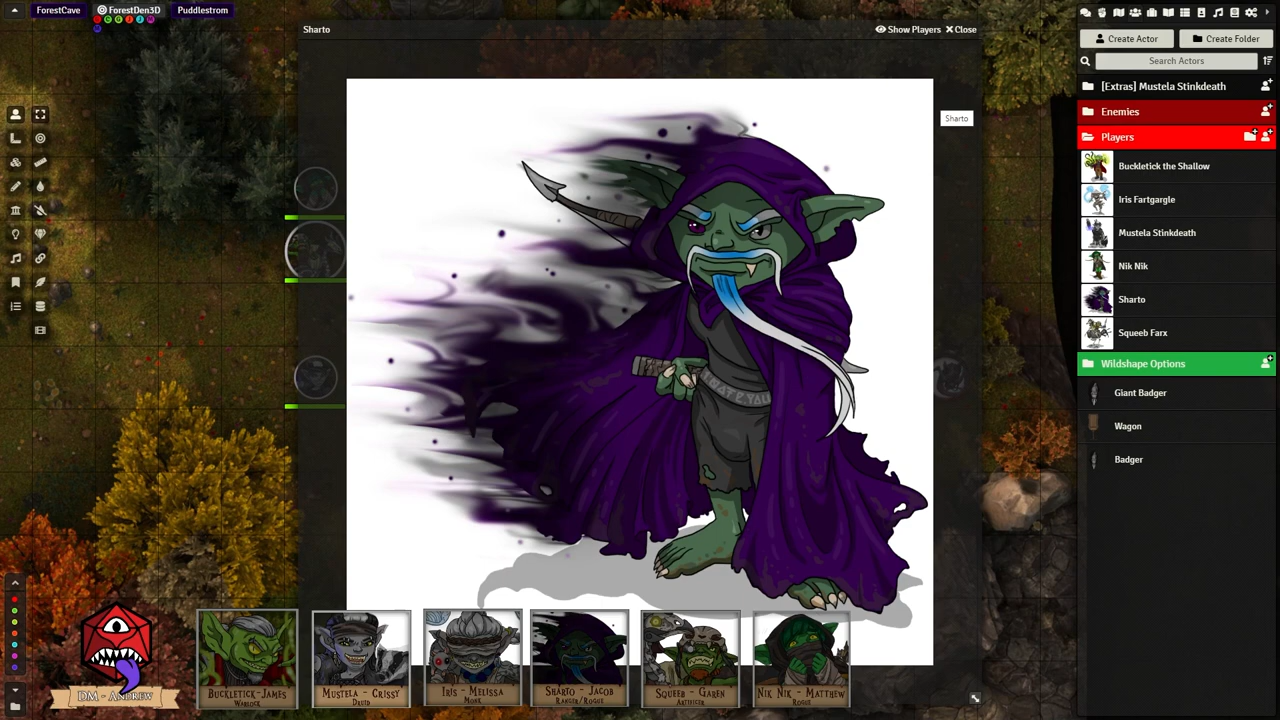 ForestCave
ForestDen3D
Puddlestrom
Sharto
Show Players
Close
Create Actor
Create Folder
Search Actors
[Extras] Mustela Stinkdeath
Enemies
Players
Sharto
Buckletick the Shallow
Iris Fartgargle
Mustela Stinkdeath
Nik Nik
Sharto
Squeeb Farx
Wildshape Options
Giant Badger
Wagon
Badger
DM - Andrew
Buckletick-James
Warlock
Mustela - Crissy
Druid
Iris - Melissa
Monk
Sharto - Jacob
Ranger/Rogue
Squeeb - Garen
Artificer
Nik Nik - Matthew
Rogue